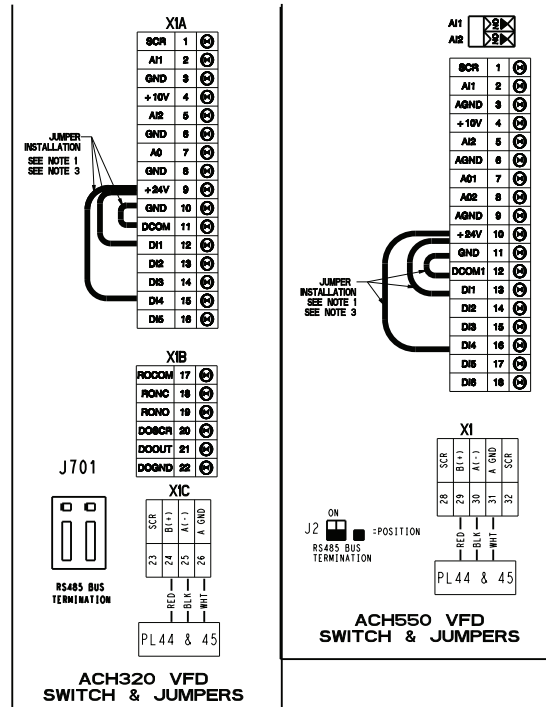 X1A
SCR 1
AI1 2
GND 3
+10V 4
AI2 5
GND 6
A0 7
GND 8
+24V 9
GND 10
DCOM 11
DI1 12
DI2 13
DI3 14
DI4 15
DI5 16
JUMPER
INSTALLATION
SEE NOTE 1
SEE NOTE 3
X1B
ROCOM 17
RONC 18
RONO 19
DOSCR 20
DOOUT 21
DOGND 22
J701
RS485 BUS
TERMINATION
X1C
SCR B(+) A(-) A GND
23 24 25 26
RED BLK WHT
PL44 & 45
ACH320 VFD
SWITCH & JUMPERS
AI1
AI2
ON
SCR 1
AI1 2
AGND 3
+10V 4
AI2 5
AGND 6
AO1 7
AO2 8
AGND 9
+24V 10
GND 11
DCOM1 12
DI1 13
DI2 14
DI3 15
DI4 16
DI5 17
DI6 18
JUMPER
INSTALLATION
SEE NOTE 1
SEE NOTE 3
X1
SCR B(+) A(-) A GND SCR
28 29 30 31 32
RED BLK WHT
PL44 & 45
ON
J2 =POSITION
RS485 BUS
TERMINATION
ACH550 VFD
SWITCH & JUMPERS